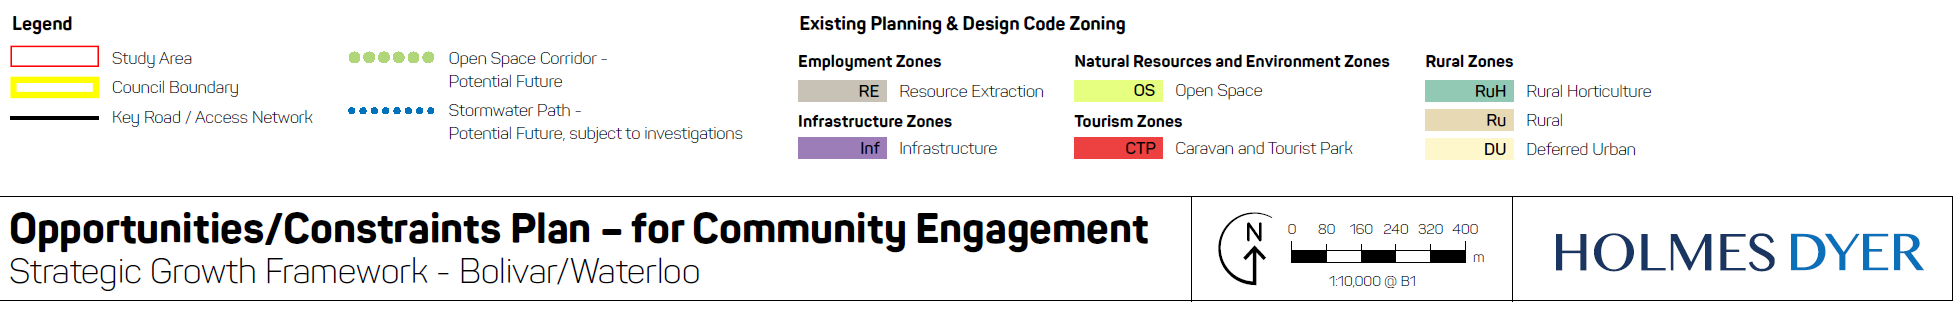 Legend
Study Area
Council Boundary
Key Road / Access Network
Open Space Corridor -
Potential Future
Stormwater Path -
Potential Future, subject to investigations
Existing Planning & Design Code Zoning
Employment Zones
RE Resource Extraction
Infrastructure Zones
Inf Infrastructure
Natural Resources and Environment Zones
OS Open Space
Tourism Zones
CTP Caravan and Tourist Park
Rural Zones
RuH Rural Horticulture
Ru Rural
DU Deferred Urban
Opportunities/Constraints Plan – for Community Engagement
Strategic Growth Framework - Bolivar/Waterloo
N
0 80 160 240 320 400
m
1:10,000 @ B1
HOLMES DYER